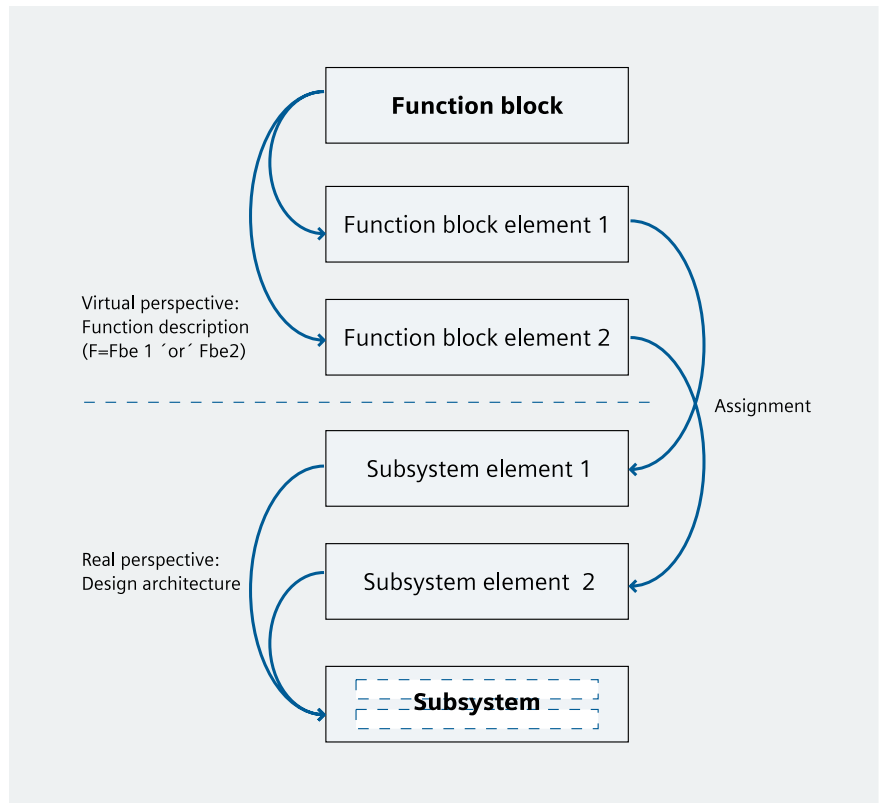 Function block
Function block element 1
Function block element 2
Virtual perspective:
Function description
(F=Fbe 1 ´or´ Fbe2)
Assignment
Subsystem element 1
Subsystem element 2
Real perspective:
Design architecture
Subsystem